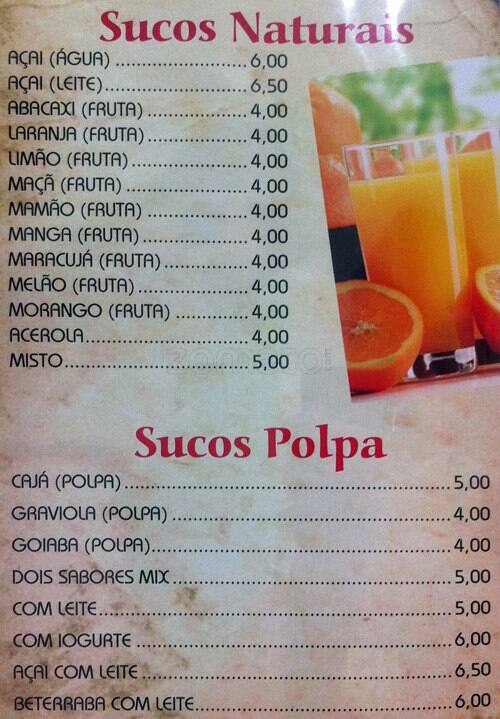 Sucos Naturais
AÇAI (ÁGUA) 6,00
AÇAI (LEITE) 6,50
ABACAXI (FRUTA) 4,00
LARANJA (FRUTA) 4,00
LIMÃO (FRUTA) 4,00
MAÇÃ (FRUTA) 4,00
MAMÃO (FRUTA) 4,00
MANGA (FRUTA) 4,00
MARACUJÁ (FRUTA) 4,00
MELÃO (FRUTA) 4,00
MORANGO (FRUTA) 4,00
ACEROLA 4,00
MISTO 5,00
Sucos Polpa
CAJÁ (POLPA) 5,00
GRAVIOLA (POLPA) 4,00
GOIABA (POLPA) 4,00
DOIS SABORES MIX 5,00
COM LEITE 5,00
COM IOGURTE 6,00
AÇAI COM LEITE 6,50
BETERRABA COM LEITE 6,00